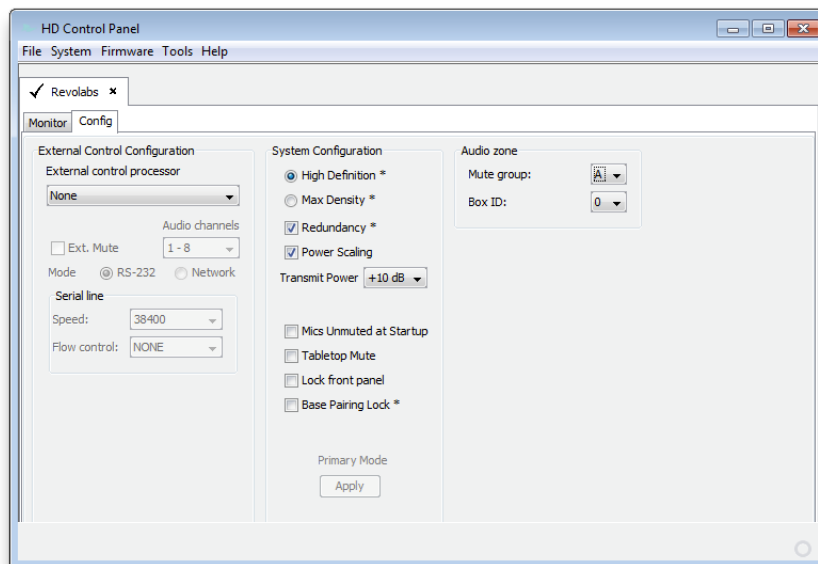 HD Control Panel
File System Firmware Tools Help
Revolabs
Monitor Config
External Control Configuration
External control processor
None
Audio channels
Ext. Mute 1 - 8
Mode RS-232 Network
Serial line
Speed: 38400
Flow control: NONE
System Configuration
High Definition *
Max Density *
Redundancy *
Power Scaling
Transmit Power +10 dB
Mics Unmuted at Startup
Tabletop Mute
Lock front panel
Base Pairing Lock *
Primary Mode
Apply
Audio zone
Mute group: A
Box ID: 0